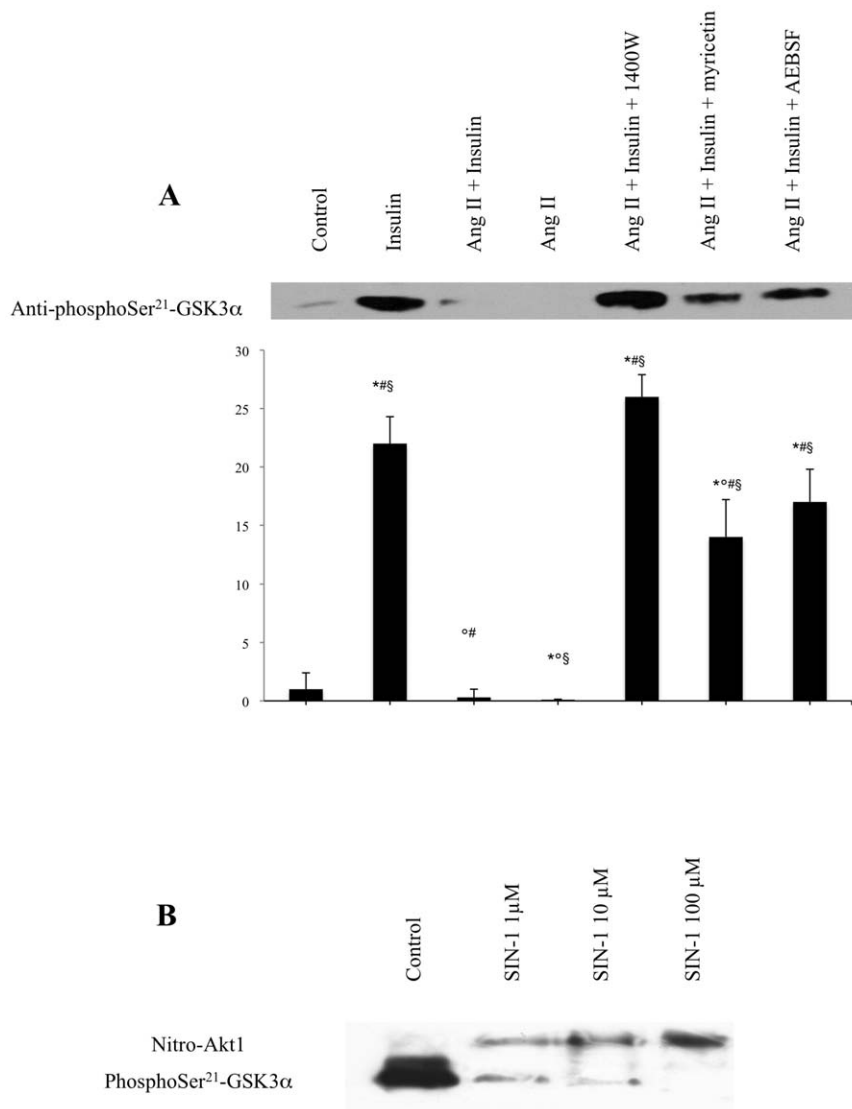 A
Control
Insulin
Ang II + Insulin
Ang II
Ang II + Insulin + 1400W
Ang II + Insulin + myricetin
Ang II + Insulin + AEBSF
Anti-phosphoSer²¹-GSK3α
30
25
20
15
10
5
0
*#§
°#
*°§
*#§
*°#§
*#§
B
Control
SIN-1 1µM
SIN-1 10 µM
SIN-1 100 µM
Nitro-Akt1
PhosphoSer²¹-GSK3α